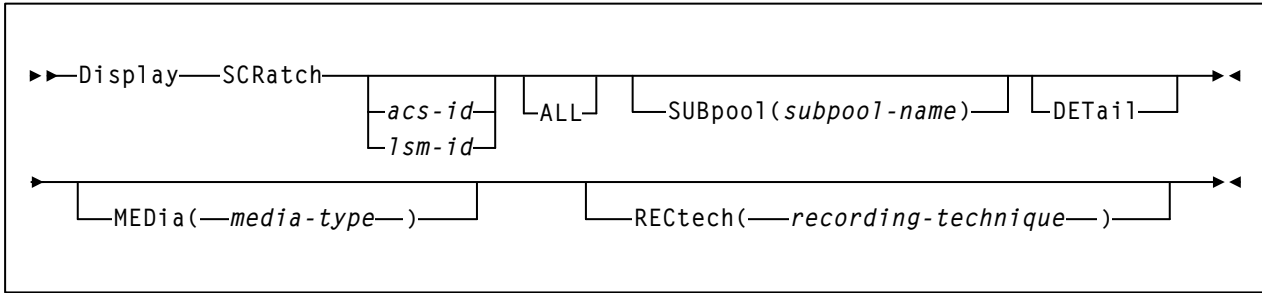 Display SCRatch acs-id ALL SUBpool(subpool-name) DETail
lsm-id
MEDia( media-type ) RECtech( recording-technique )